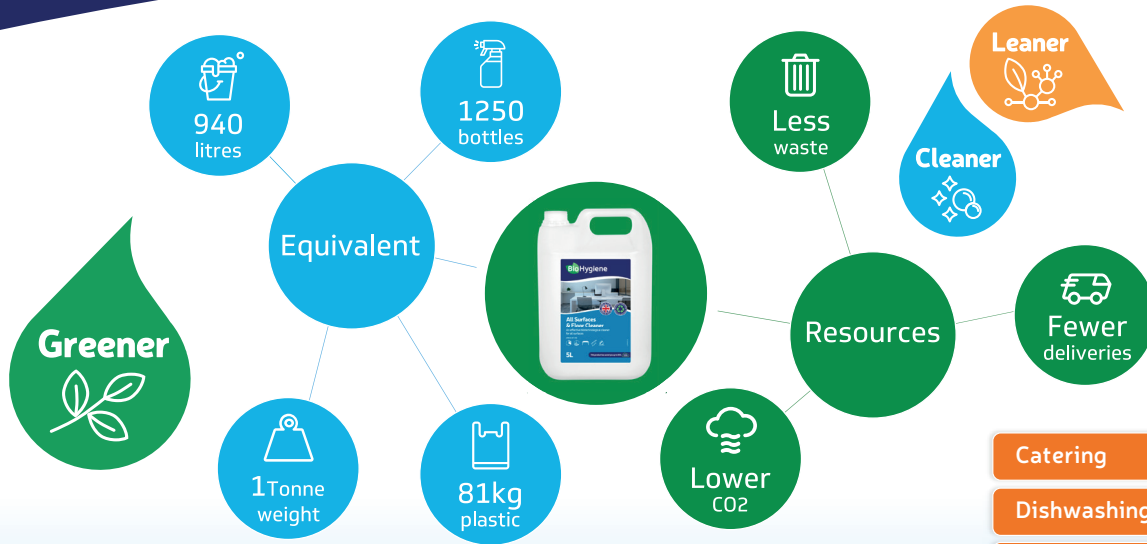 Leaner
940
litres
1250
bottles
Less
waste
Cleaner
Equivalent
BioHygiene
All Surfaces
& Floor Cleaner
5L
Resources
Fewer
deliveries
Greener
Lower
CO2
1Tonne
weight
81kg
plastic
Catering
Dishwashing